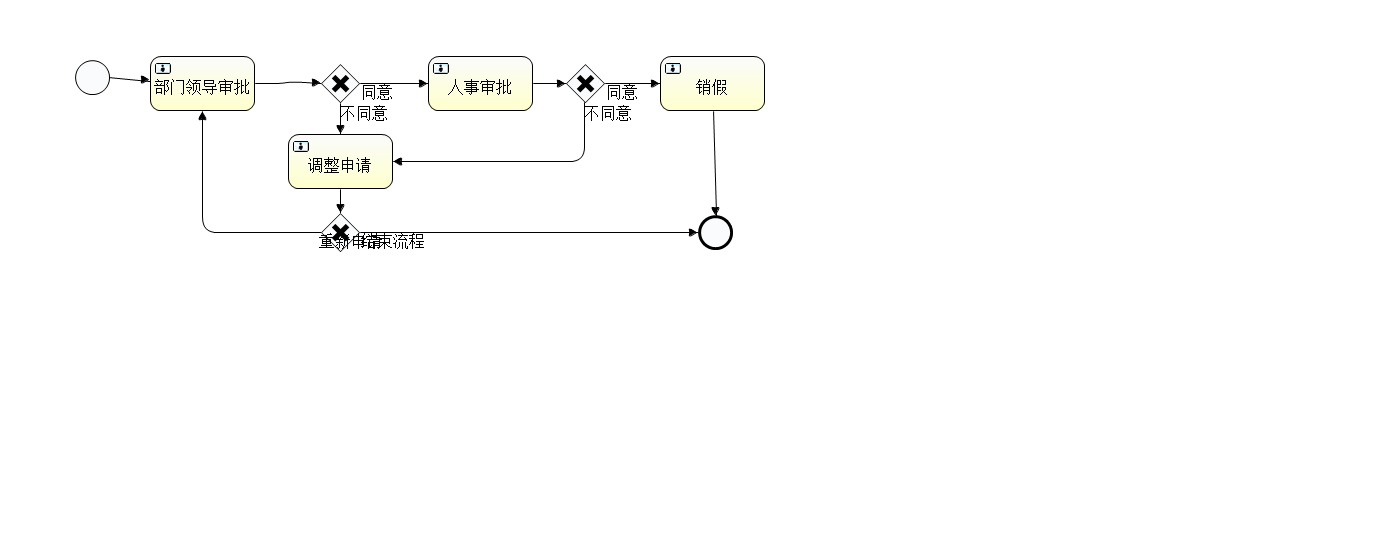 部门领导审批
同意
人事审批
同意
销假
不同意
不同意
调整申请
重新申请
结束流程